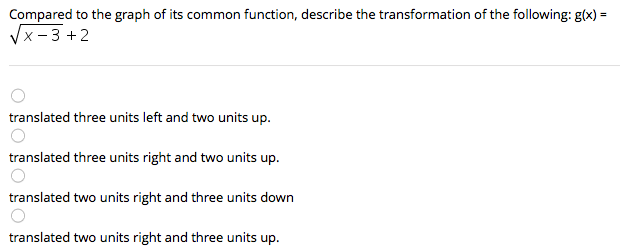 Compared to the graph of its common function, describe the transformation of the following: g(x) =
√x – 3 + 2
translated three units left and two units up.
translated three units right and two units up.
translated two units right and three units down
translated two units right and three units up.